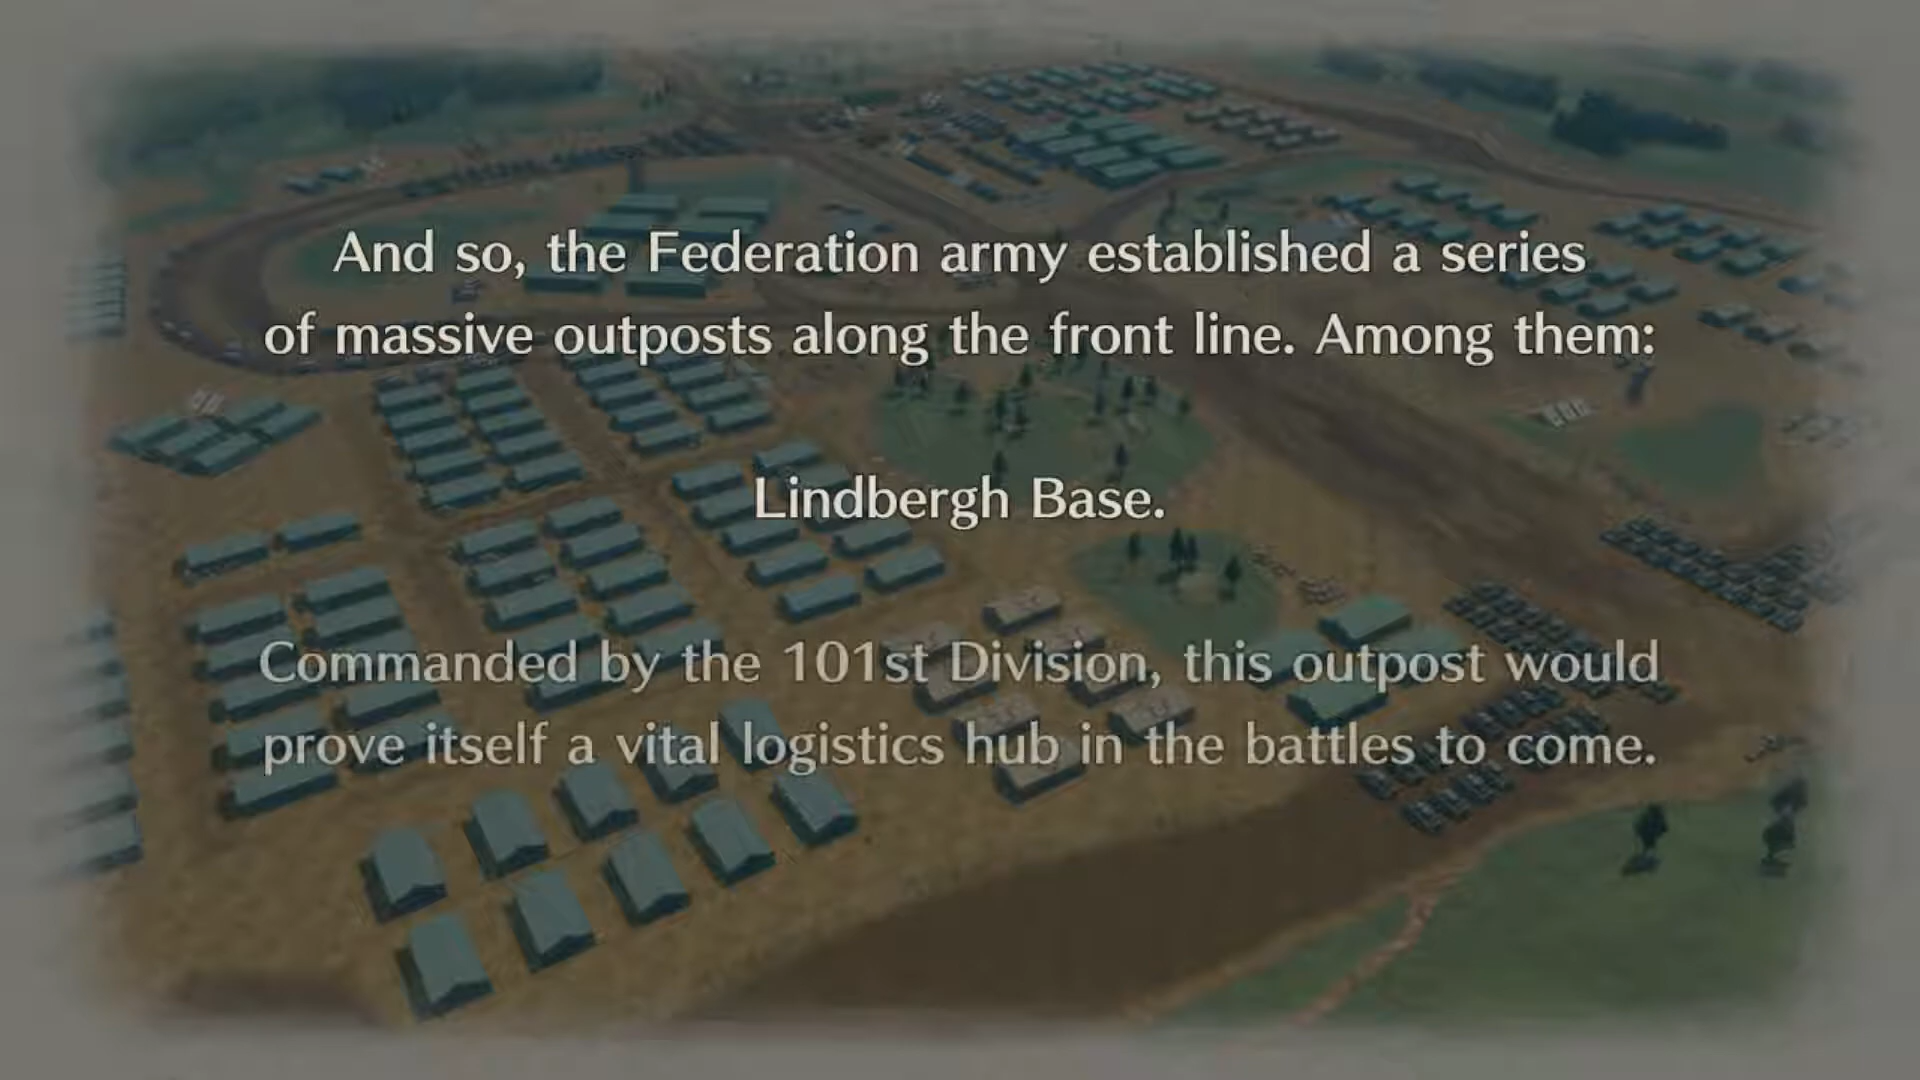 And so, the Federation army established a series
of massive outposts along the front line. Among them:
Lindbergh Base.
Commanded by the 101st Division, this outpost would
prove itself a vital logistics hub in the battles to come.